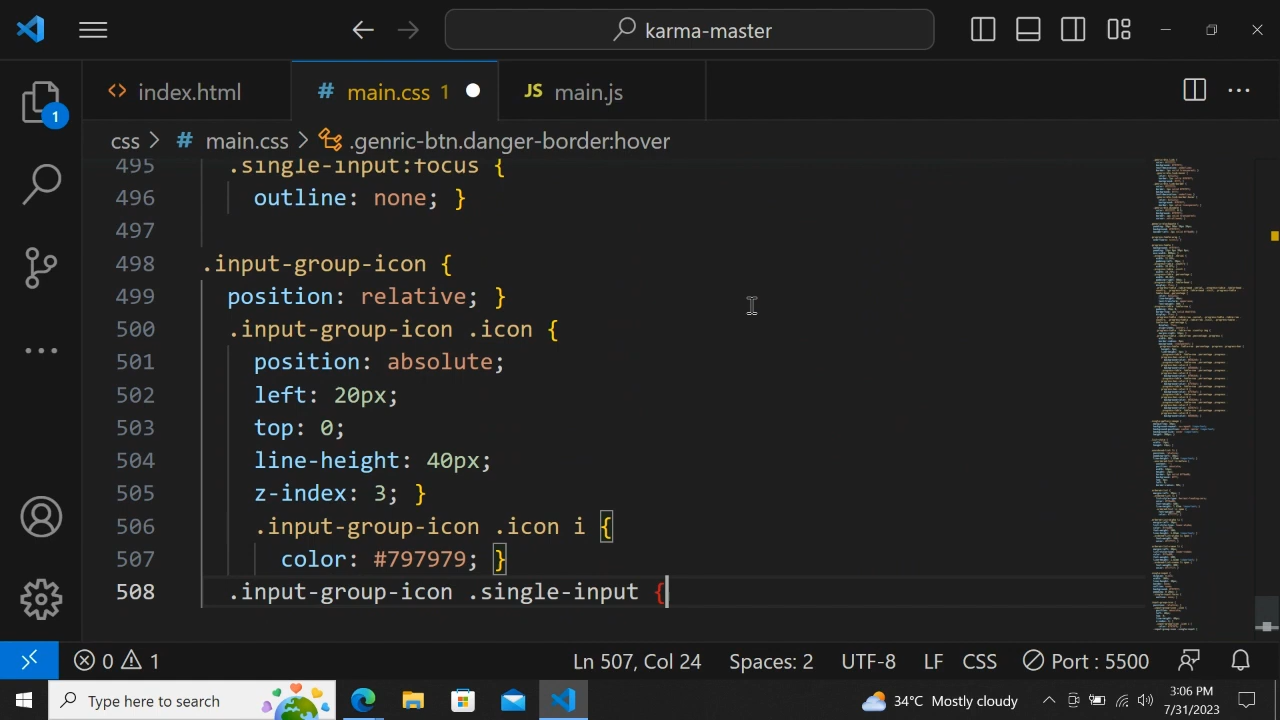 karma-master
index.html
main.css 1
JS main.js
1
css > # main.css > .genric-btn.danger-border:hover
495 .single-input:focus {
496 outline: none; }
497
498 .input-group-icon {
499 position: relative; }
500 .input-group-icon .icon {
501 position: absolute;
502 left: 20px;
503 top: 0;
504 line-height: 40px;
505 z-index: 3; }
506 .input-group-icon .icon i {
507 color: #797979; }
508 .input-group-icon .single-input {
0 1 Ln 507, Col 24 Spaces: 2 UTF-8 LF CSS Port : 5500
Type here to search
34°C Mostly cloudy
3:06 PM
7/31/2023